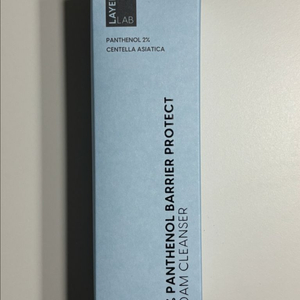 LAYE
LAB
PANTHENOL 2%
CENTELLA ASIATICA
PANTHENOL BARRIER PROTECT
OAM CLEANSER